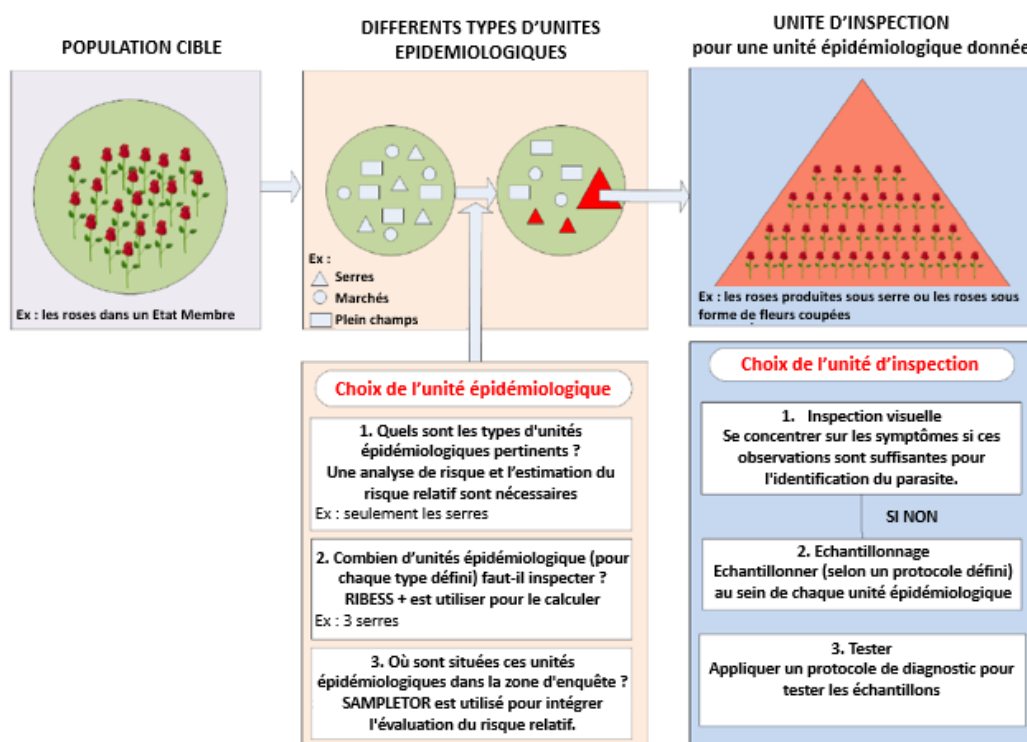 POPULATION CIBLE
Ex : les roses dans un Etat Membre
DIFFERENTS TYPES D'UNITES
EPIDEMIOLOGIQUES
Ex :
Serres
Marchés
Plein champs
UNITE D'INSPECTION
pour une unité épidémiologique donnée
Ex : les roses produites sous serre ou les roses sous
forme de fleurs coupées
Choix de l'unité épidémiologique
1. Quels sont les types d'unités
épidémiologiques pertinents ?
Une analyse de risque et l'estimation du
risque relatif sont nécessaires
Ex : seulement les serres
2. Combien d'unités épidémiologique (pour
chaque type défini) faut-il inspecter ?
RIBESS + est utiliser pour le calculer
Ex : 3 serres
3. Où sont situées ces unités
épidémiologiques dans la zone d'enquête ?
SAMPLETOR est utilisé pour intégrer
l'évaluation du risque relatif.
Choix de l'unité d'inspection
1. Inspection visuelle
Se concentrer sur les symptômes si ces
observations sont suffisantes pour
l'identification du parasite.
SI NON
2. Echantillonnage
Echantillonner (selon un protocole défini)
au sein de chaque unité épidémiologique
3. Tester
Appliquer un protocole de diagnostic pour
tester les échantillons